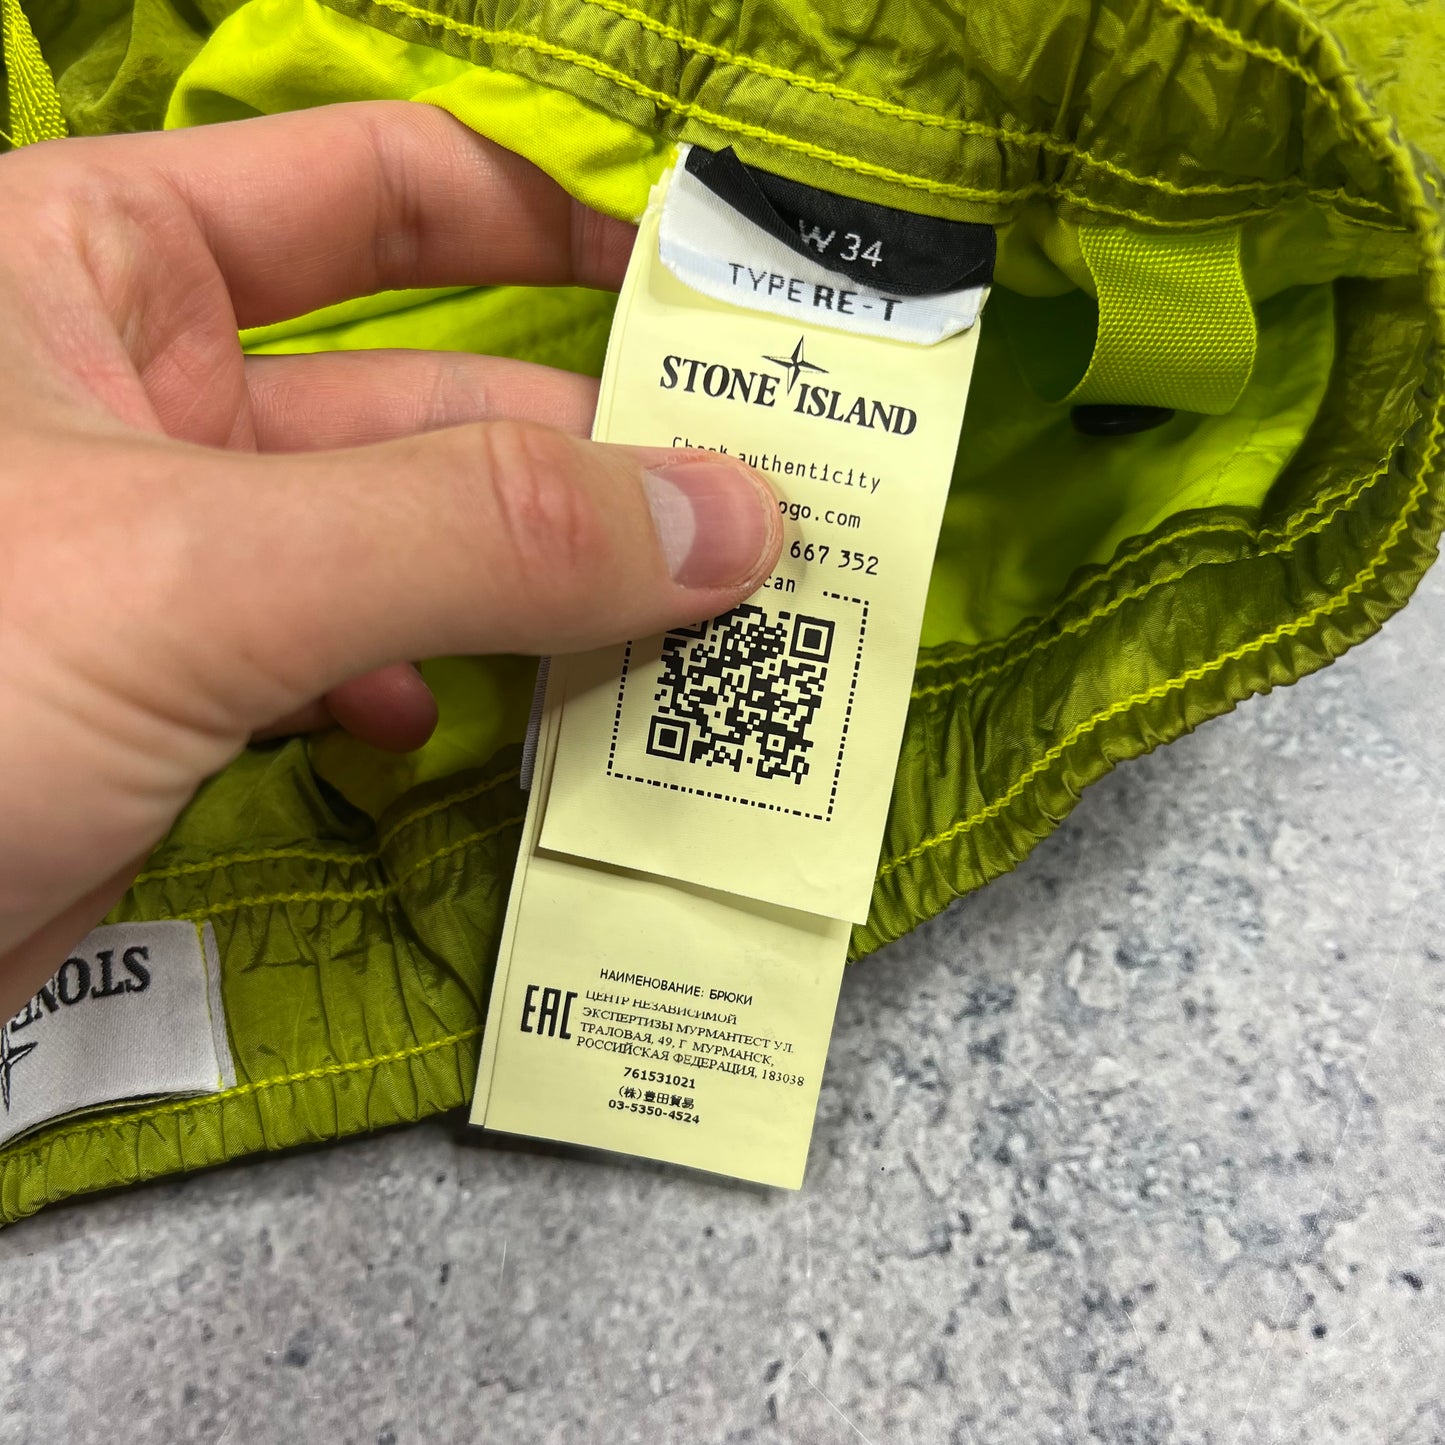 W 34
TYPE RE-T
STONE ISLAND
authenticity
ogo.com
667 352
can
НАИМЕНОВАНИЕ: БРЮКИ
EAC
ЦЕНТР НЕЗАВИСИМОЙ
ЭКСПЕРТИЗЫ МУРМАНТЕСТ УЛ.
ТРАЛОВАЯ, 49, Г МУРМАНСК,
РОССИЙСКАЯ ФЕДЕРАЦИЯ, 183038
761531021
(株)豊田貿易
03-5350-4524
STONE